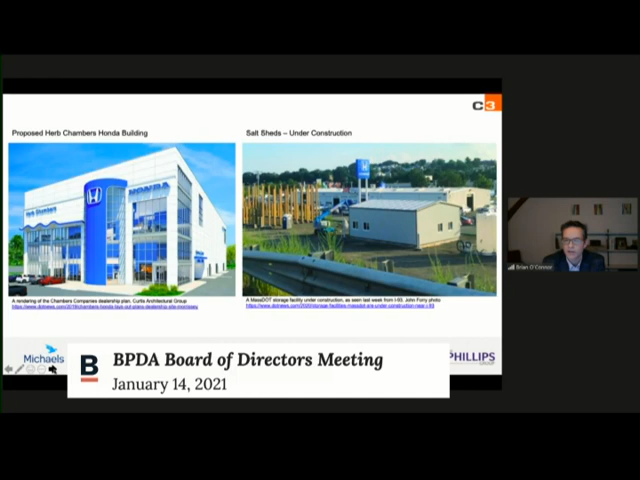 C3
Proposed Herb Chambers Honda Building
Salt Sheds – Under Construction
Herb Chambers
HONDA
A rendering of the Chambers Companies dealership plan. Curtis Architectural Group
A MassDOT storage facility under construction, as seen last week from I-93. John Forry photo
Brian O'Connor
Michaels
PHILLIPS
B
BPDA Board of Directors Meeting
January 14, 2021